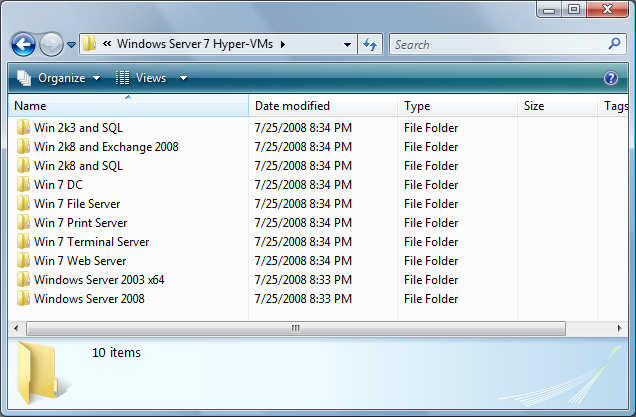 « Windows Server 7 Hyper-VMs
Search
Organize Views
Name Date modified Type Size Tags
Win 2k3 and SQL 7/25/2008 8:34 PM File Folder
Win 2k8 and Exchange 2008 7/25/2008 8:34 PM File Folder
Win 2k8 and SQL 7/25/2008 8:34 PM File Folder
Win 7 DC 7/25/2008 8:34 PM File Folder
Win 7 File Server 7/25/2008 8:34 PM File Folder
Win 7 Print Server 7/25/2008 8:34 PM File Folder
Win 7 Terminal Server 7/25/2008 8:34 PM File Folder
Win 7 Web Server 7/25/2008 8:34 PM File Folder
Windows Server 2003 x64 7/25/2008 8:33 PM File Folder
Windows Server 2008 7/25/2008 8:33 PM File Folder
10 items